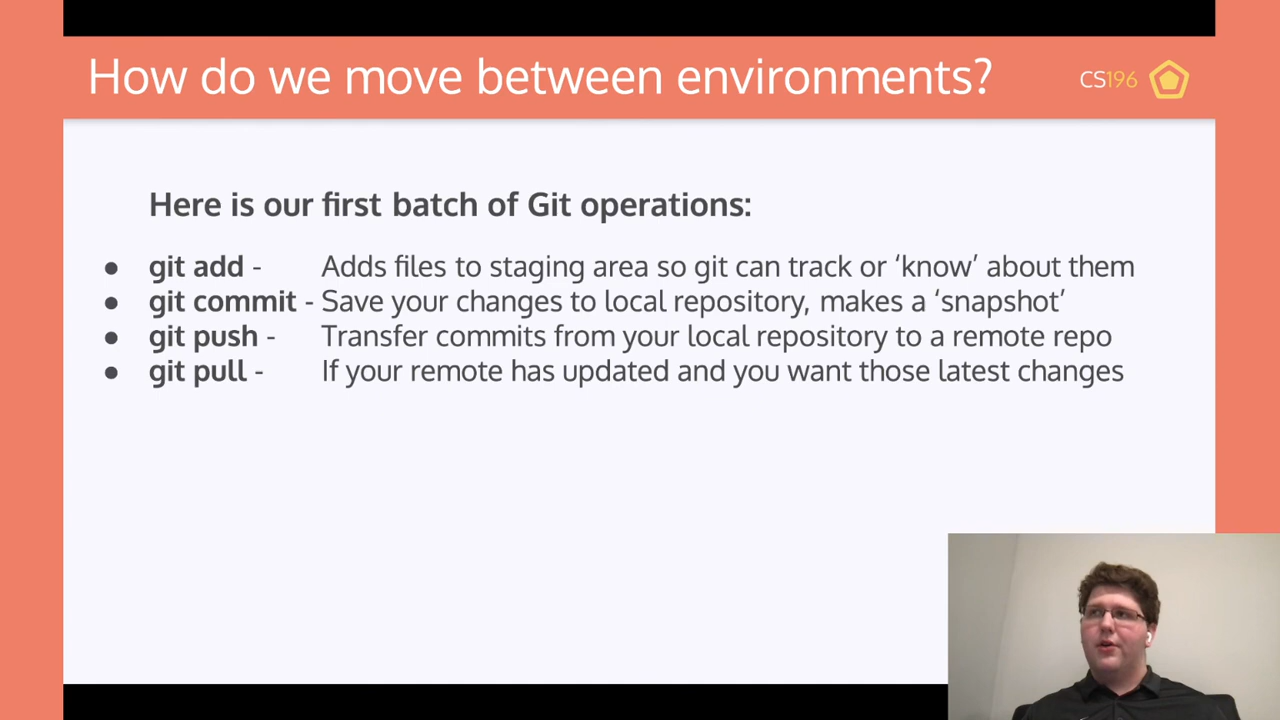 How do we move between environments?
CS196
Here is our first batch of Git operations:
● git add - Adds files to staging area so git can track or ‘know’ about them
● git commit - Save your changes to local repository, makes a ‘snapshot’
● git push - Transfer commits from your local repository to a remote repo
● git pull - If your remote has updated and you want those latest changes